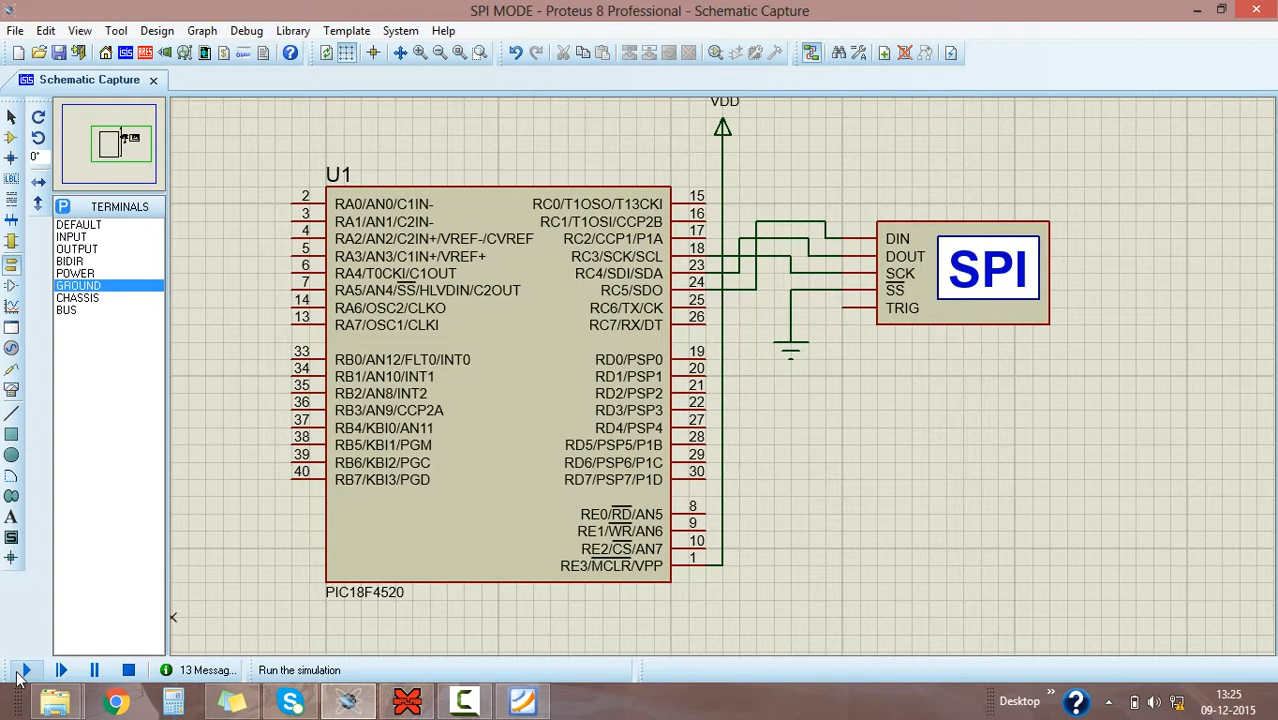 SPI MODE - Proteus 8 Professional - Schematic Capture
File Edit View Tool Design Graph Debug Library Template System Help
Schematic Capture
0°
LBL
P TERMINALS
DEFAULT
INPUT
OUTPUT
BIDIR
POWER
GROUND
CHASSIS
BUS
VDD
U1
2 RA0/AN0/C1IN-
3 RA1/AN1/C2IN-
4 RA2/AN2/C2IN+/VREF-/CVREF
5 RA3/AN3/C1IN+/VREF+
6 RA4/T0CKI/C1OUT
7 RA5/AN4/SS/HLVDIN/C2OUT
14 RA6/OSC2/CLKO
13 RA7/OSC1/CLKI
33 RB0/AN12/FLT0/INT0
34 RB1/AN10/INT1
35 RB2/AN8/INT2
36 RB3/AN9/CCP2A
37 RB4/KBI0/AN11
38 RB5/KBI1/PGM
39 RB6/KBI2/PGC
40 RB7/KBI3/PGD
RC0/T1OSO/T13CKI 15
RC1/T1OSI/CCP2B 16
RC2/CCP1/P1A 17
RC3/SCK/SCL 18
RC4/SDI/SDA 23
RC5/SDO 24
RC6/TX/CK 25
RC7/RX/DT 26
RD0/PSP0 19
RD1/PSP1 20
RD2/PSP2 21
RD3/PSP3 22
RD4/PSP4 27
RD5/PSP5/P1B 28
RD6/PSP6/P1C 29
RD7/PSP7/P1D 30
RE0/RD/AN5 8
RE1/WR/AN6 9
RE2/CS/AN7 10
RE3/MCLR/VPP 1
PIC18F4520
DIN
DOUT
SCK
SS
TRIG
SPI
13 Messag...
Run the simulation
Desktop
13:25
09-12-2015